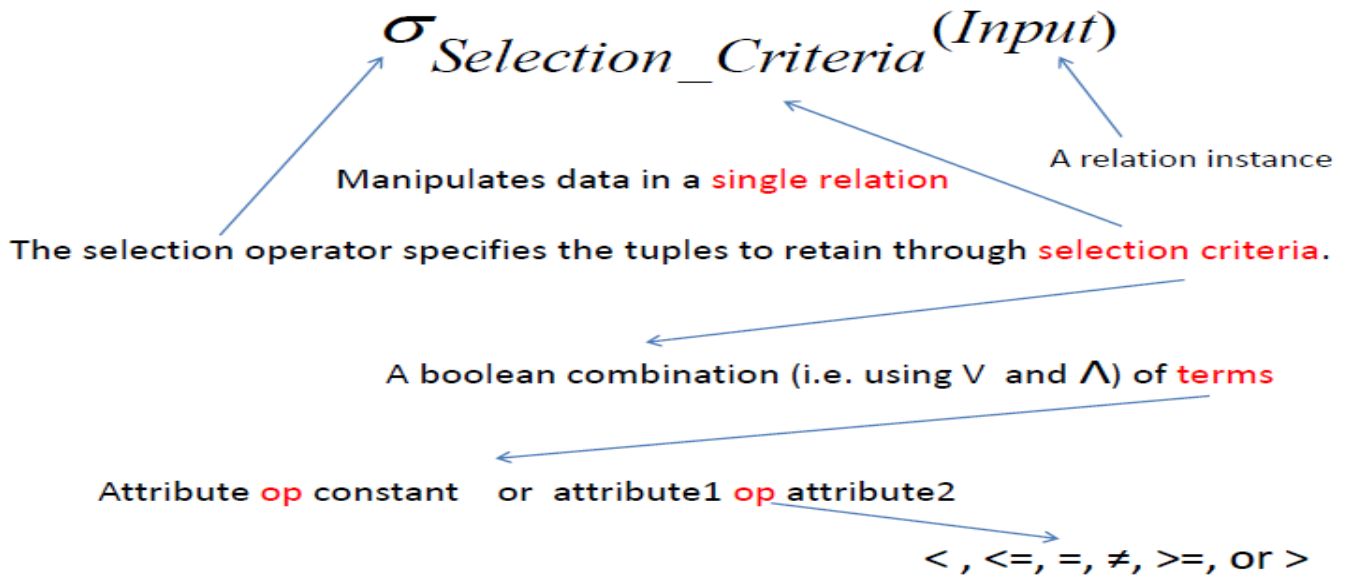 σ Selection_Criteria (Input)
A relation instance
Manipulates data in a single relation
The selection operator specifies the tuples to retain through selection criteria.
A boolean combination (i.e. using V and Λ) of terms
Attribute op constant or attribute1 op attribute2
< , <=, =, ≠, >=, or >